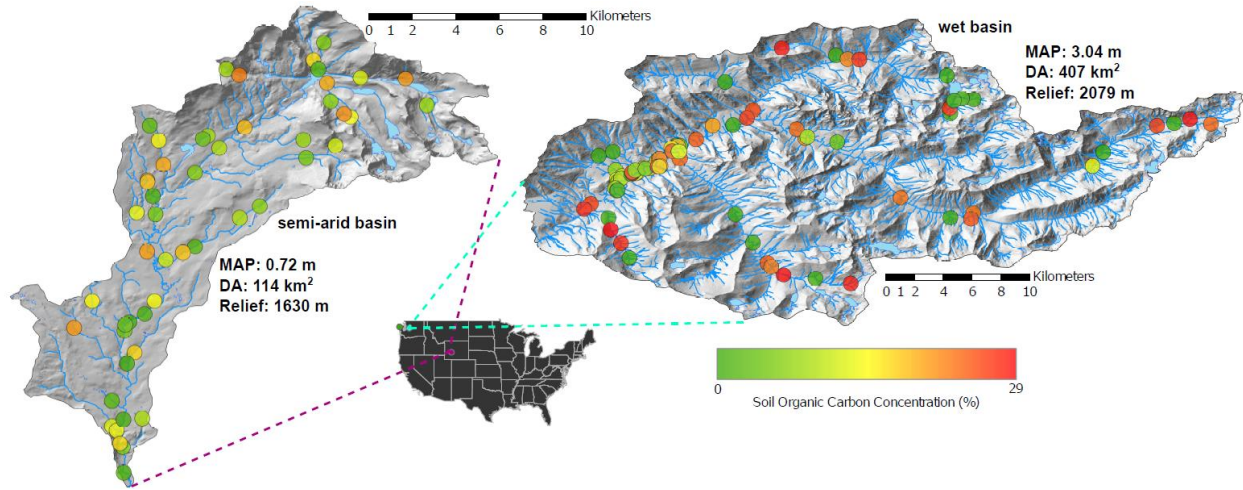 Kilometers
0 1 2 4 6 8 10
semi-arid basin
MAP: 0.72 m
DA: 114 km²
Relief: 1630 m
wet basin
MAP: 3.04 m
DA: 407 km²
Relief: 2079 m
Kilometers
0 1 2 4 6 8 10
0 29
Soil Organic Carbon Concentration (%)